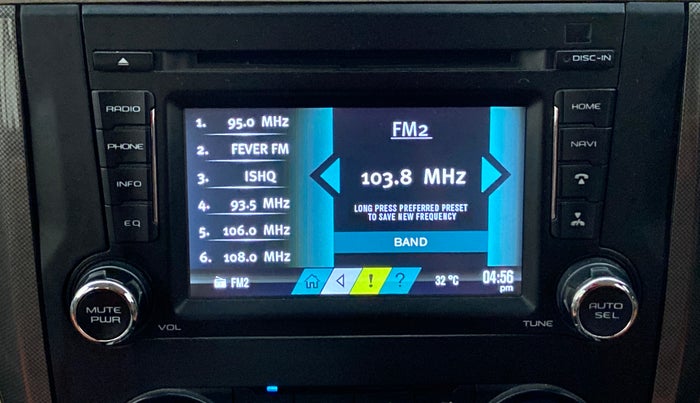 DISC-IN
RADIO
PHONE
INFO
EQ
1. 95.0 MHz
2. FEVER FM
3. ISHQ
4. 93.5 MHz
5. 106.0 MHz
6. 108.0 MHz
FM2
103.8 MHz
LONG PRESS PREFERRED PRESET
TO SAVE NEW FREQUENCY
BAND
FM2
!
?
32 °C
04:56
pm
HOME
NAVI
MUTE
PWR
VOL
TUNE
AUTO
SEL